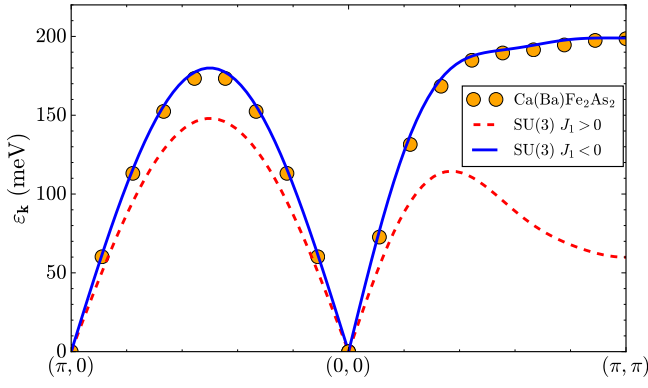 200
150
100
50
0
εₖ (meV)
Ca(Ba)Fe₂As₂
SU(3) J₁ > 0
SU(3) J₁ < 0
(π, 0)
(0, 0)
(π, π)